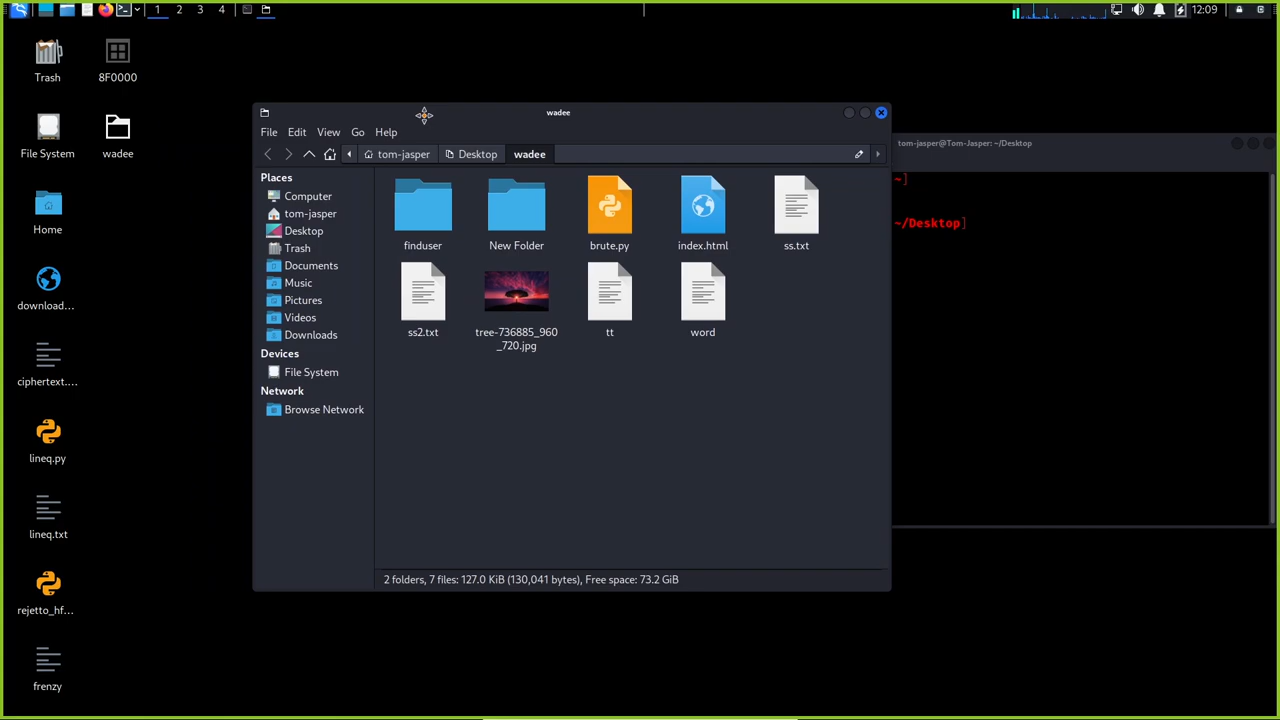 1 2 3 4
12:09
Trash
8F0000
File System
wadee
Home
download...
ciphertext....
lineq.py
lineq.txt
rejetto_hf...
frenzy
wadee
File Edit View Go Help
tom-jasper Desktop wadee
Places
Computer
tom-jasper
Desktop
Trash
Documents
Music
Pictures
Videos
Downloads
Devices
File System
Network
Browse Network
finduser
New Folder
brute.py
index.html
ss.txt
ss2.txt
tree-736885_960
_720.jpg
tt
word
2 folders, 7 files: 127.0 KiB (130,041 bytes), Free space: 73.2 GiB
tom-jasper@Tom-Jasper: ~/Desktop
~]
~/Desktop]